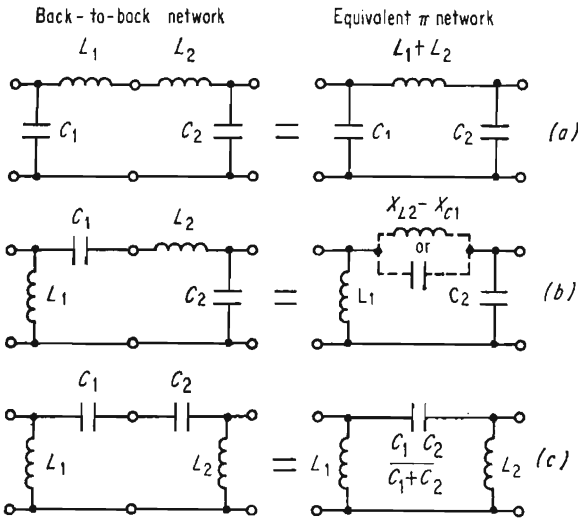 Back-to-back network
Equivalent π network
L1 L2
L1 + L2
C1
C2
=
C1
C2
(a)
C1
L2
XL2 - XC1
or
L1
C2
=
L1
C2
(b)
C1 C2
L1
L2
=
L1
C1 C2
C1+C2
L2
(c)